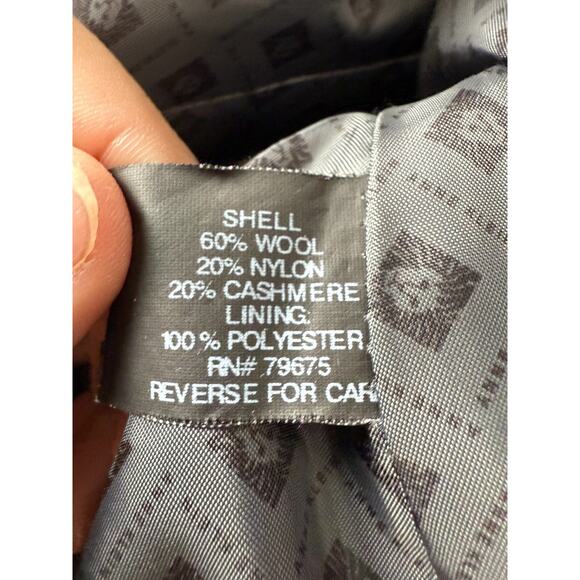 SHELL
60% WOOL
20% NYLON
20% CASHMERE
LINING:
100% POLYESTER
RN# 79675
REVERSE FOR CAR